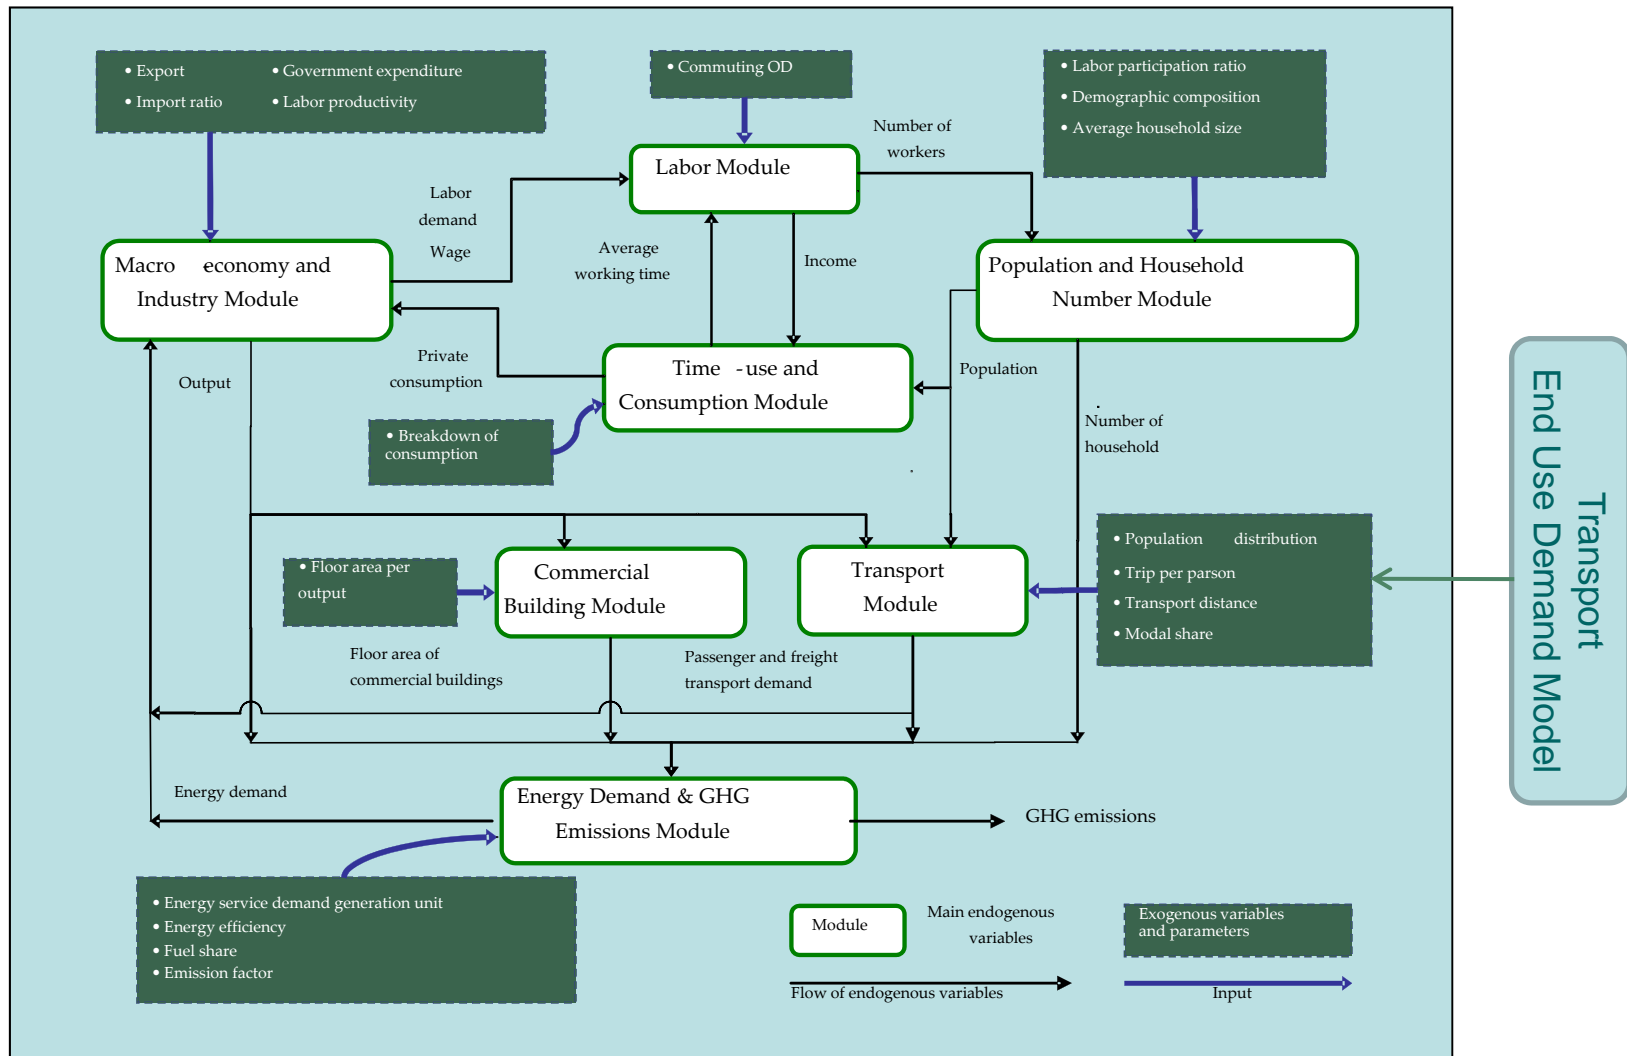 • Export
• Government expenditure
• Import ratio
• Labor productivity
• Commuting OD
• Labor participation ratio
• Demographic composition
• Average household size
Number of
workers
Labor Module
Labor
demand
Wage
Average
working time
Income
Macro -economy and
Industry Module
Population and Household
Number Module
Output
Private
consumption
Time -use and
Consumption Module
Population
Number of
household
• Breakdown of
consumption
• Floor area per
output
Commercial
Building Module
Transport
Module
• Population distribution
• Trip per parson
• Transport distance
• Modal share
Transport
End Use Demand Model
Floor area of
commercial buildings
Passenger and freight
transport demand
Energy demand
Energy Demand & GHG
Emissions Module
GHG emissions
• Energy service demand generation unit
• Energy efficiency
• Fuel share
• Emission factor
Module
Main endogenous
variables
Exogenous variables
and parameters
Flow of endogenous variables
Input